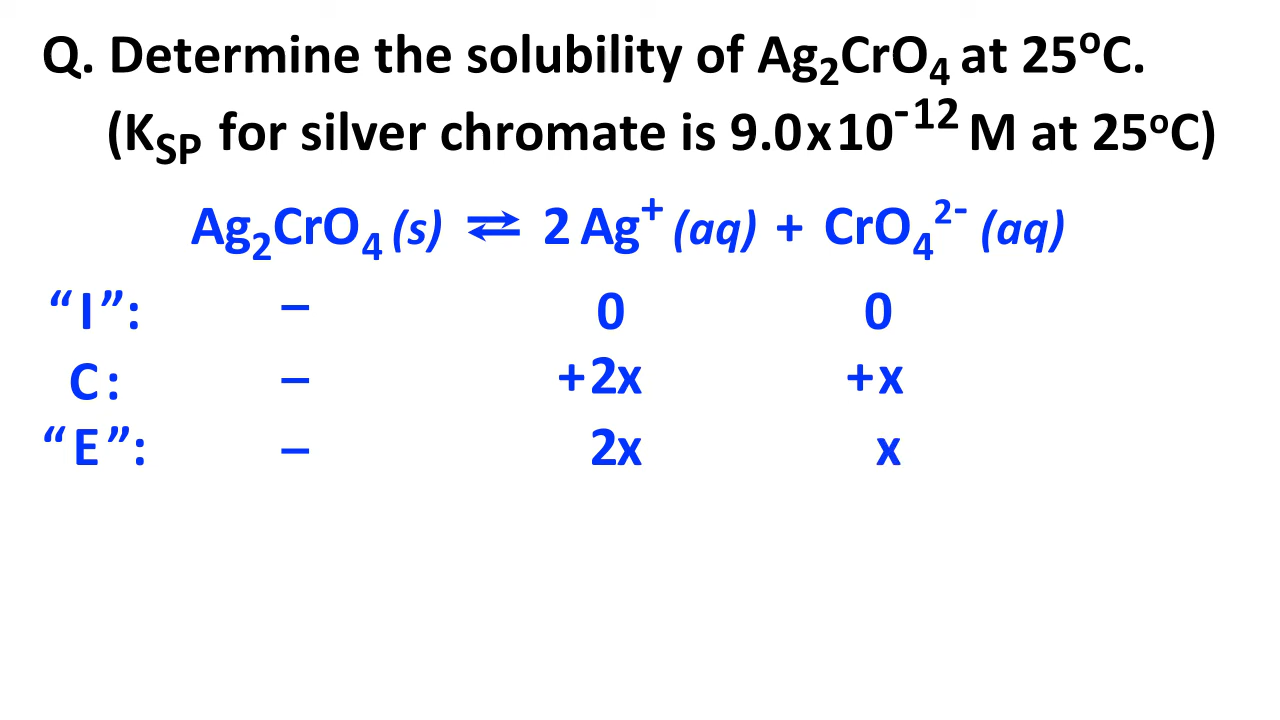 Q. Determine the solubility of Ag₂CrO₄ at 25ºC.
(K_SP for silver chromate is 9.0x10⁻¹² M at 25ºC)
Ag₂CrO₄ (s) ⇌ 2 Ag⁺ (aq) + CrO₄²⁻ (aq)
“I”: – 0 0
C: – +2x +x
“E”: – 2x x